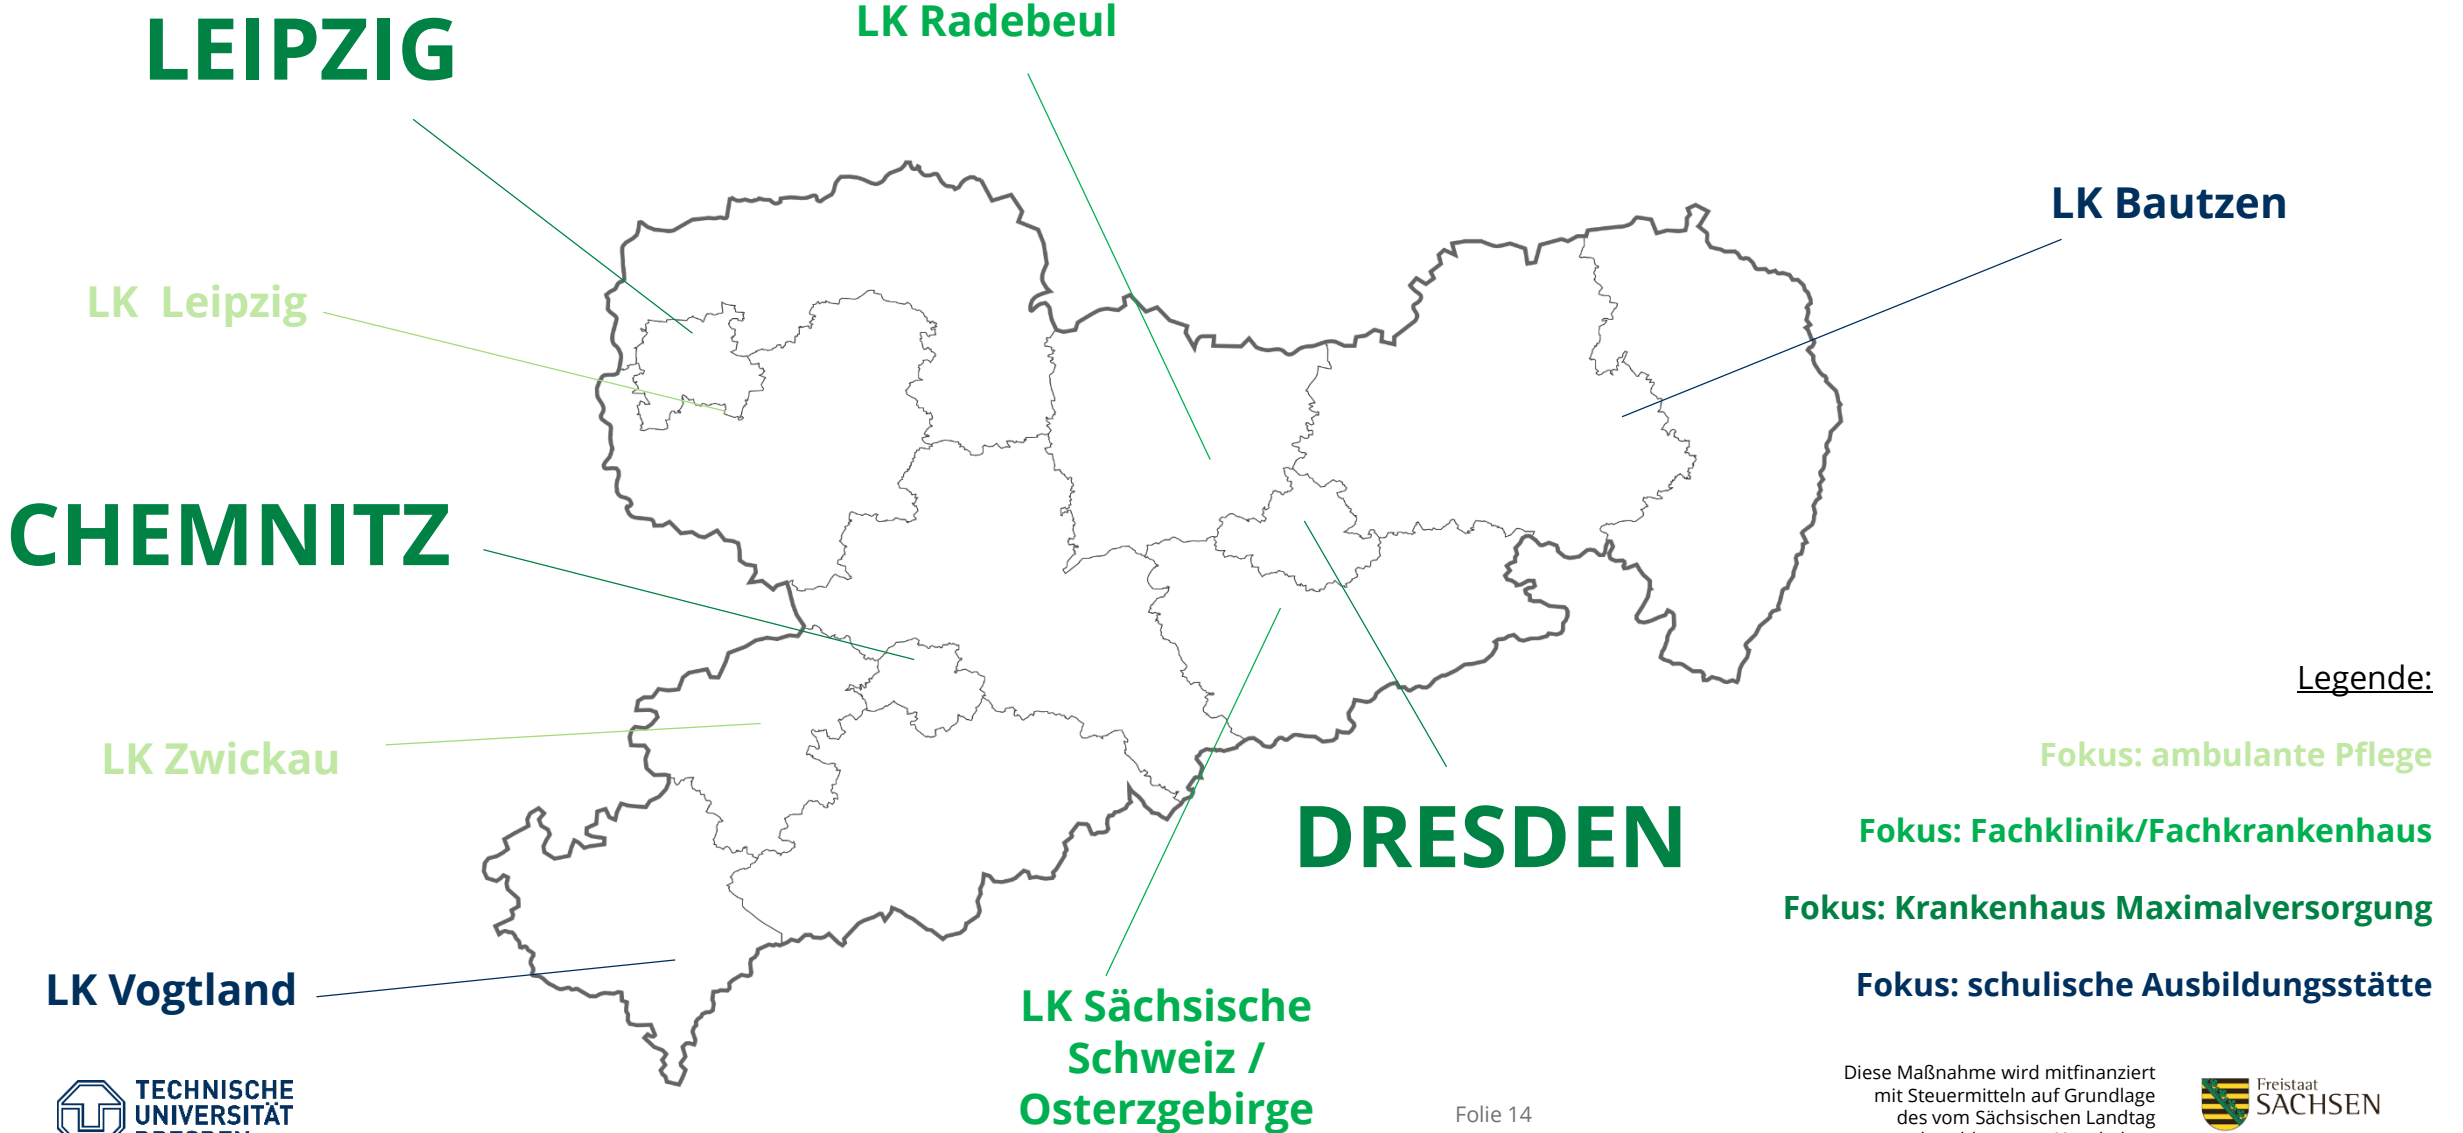 LEIPZIG
LK Radebeul
LK Bautzen
LK  Leipzig
CHEMNITZ
LK Zwickau
DRESDEN
LK Vogtland
LK Sächsische
Schweiz /
Osterzgebirge
Legende:
Fokus: ambulante Pflege
Fokus: Fachklinik/Fachkrankenhaus
Fokus: Krankenhaus Maximalversorgung
Fokus: schulische Ausbildungsstätte
TECHNISCHE
UNIVERSITÄT
DRESDEN
Folie 14
Diese Maßnahme wird mitfinanziert
mit Steuermitteln auf Grundlage
des vom Sächsischen Landtag
Freistaat
SACHSEN